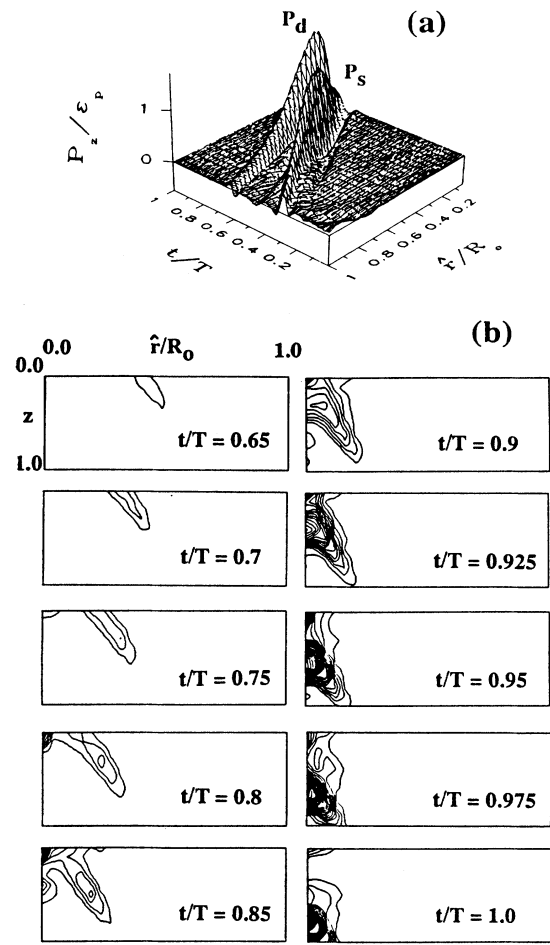 (a)
P_d
P_s
P_z/ε_p
1
0
1 0.8 0.6 0.4 0.2
t/T
1 0.8 0.6 0.4 0.2
r̂/R_o
(b)
0.0 r̂/R_o 1.0
0.0
z
1.0
t/T = 0.65
t/T = 0.9
t/T = 0.7
t/T = 0.925
t/T = 0.75
t/T = 0.95
t/T = 0.8
t/T = 0.975
t/T = 0.85
t/T = 1.0